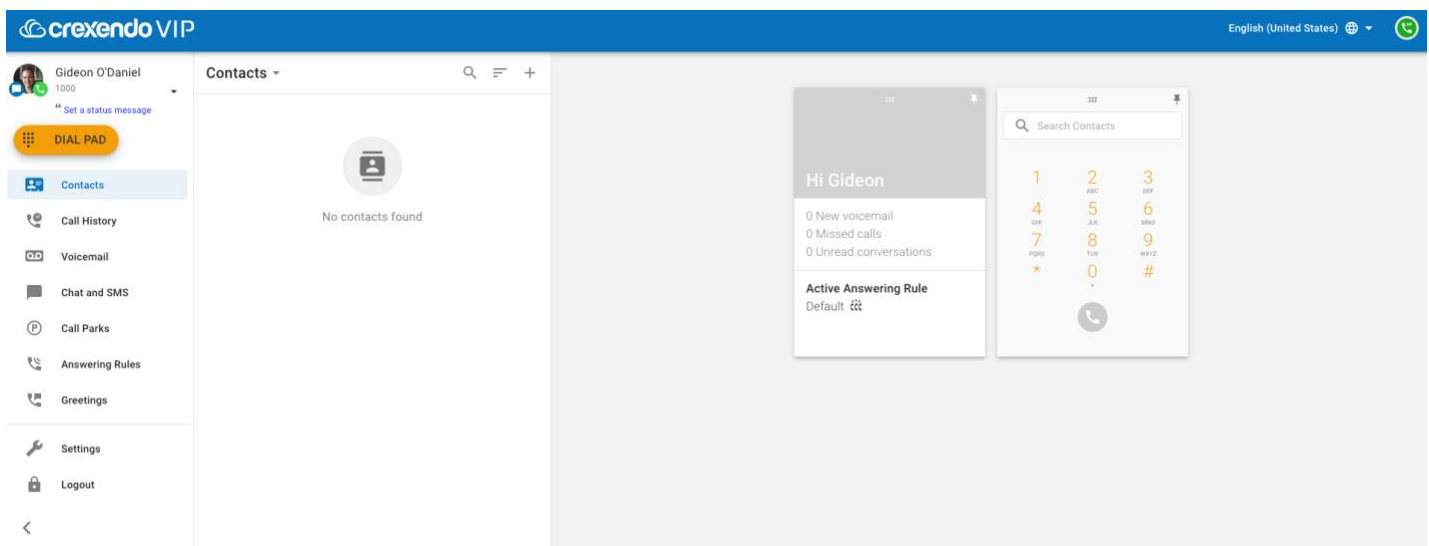 crexendo VIP
English (United States)
Gideon O'Daniel
1000
“ Set a status message
DIAL PAD
Contacts
Call History
Voicemail
Chat and SMS
Call Parks
Answering Rules
Greetings
Settings
Logout
Contacts
No contacts found
Hi Gideon
0 New voicemail
0 Missed calls
0 Unread conversations
Active Answering Rule
Default
Search Contacts
1 2 3
ABC DEF
4 5 6
GHI JKL MNO
7 8 9
PQRS TUV WXYZ
* 0 #